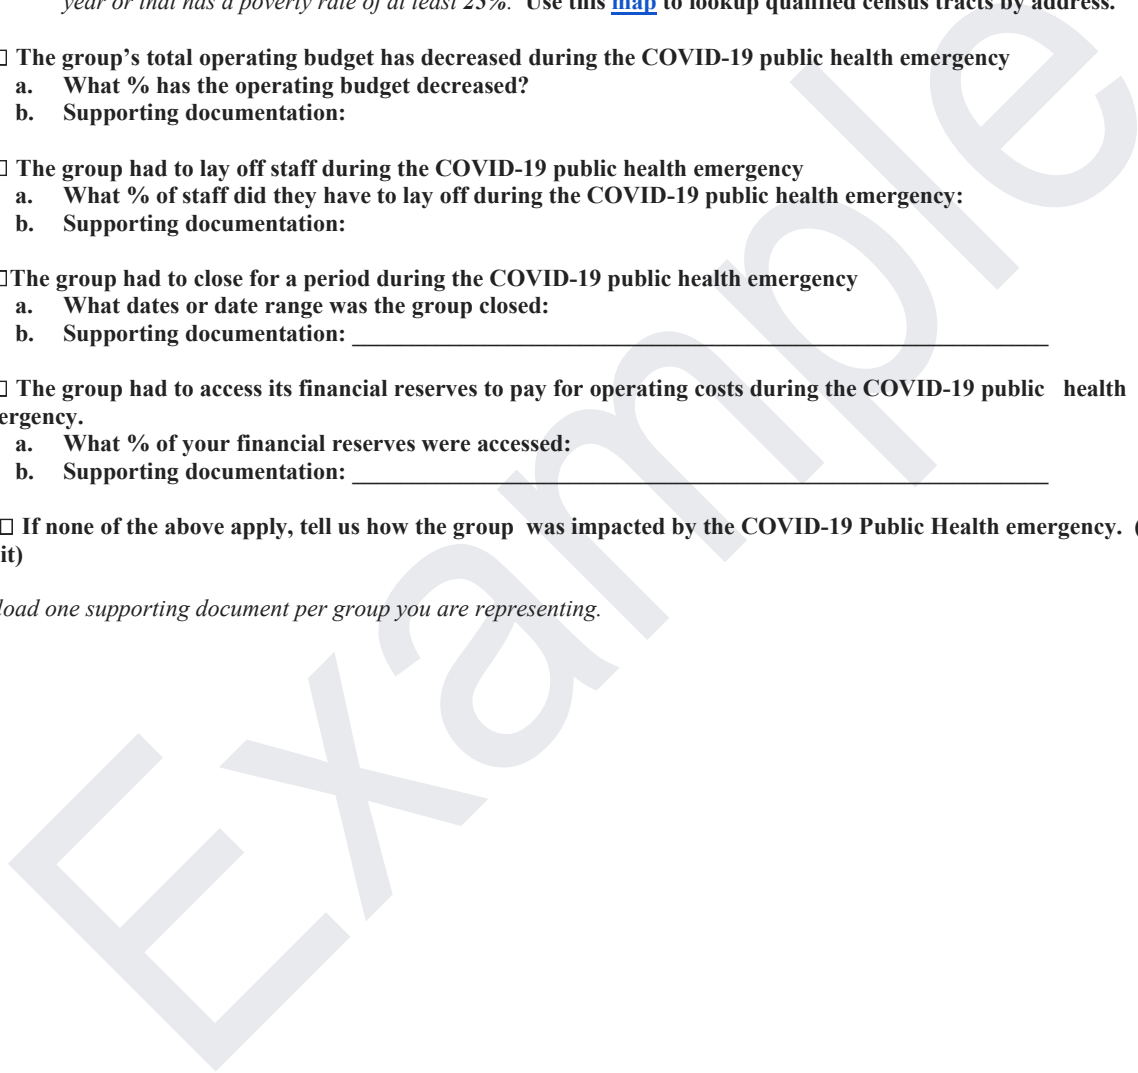 year or that has a poverty rate of at least 25%. Use this map to lookup qualified census tracts by address.
☐ The group’s total operating budget has decreased during the COVID-19 public health emergency
a. What % has the operating budget decreased?
b. Supporting documentation:
☐ The group had to lay off staff during the COVID-19 public health emergency
a. What % of staff did they have to lay off during the COVID-19 public health emergency:
b. Supporting documentation:
☐The group had to close for a period during the COVID-19 public health emergency
a. What dates or date range was the group closed:
b. Supporting documentation: ______________________________
☐ The group had to access its financial reserves to pay for operating costs during the COVID-19 public health
ergency.
a. What % of your financial reserves were accessed:
b. Supporting documentation: ______________________________
☐ If none of the above apply, tell us how the group was impacted by the COVID-19 Public Health emergency. (
it)
load one supporting document per group you are representing.
Example